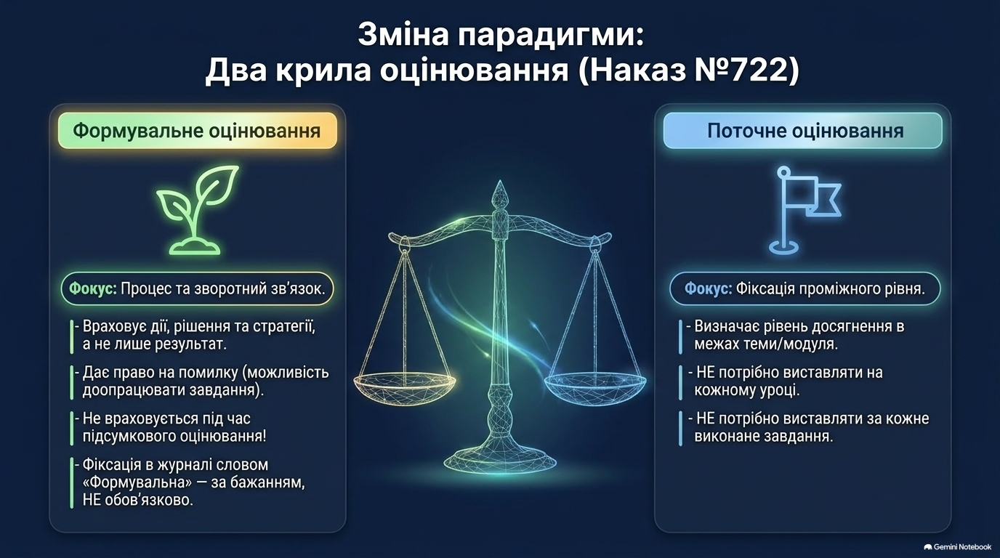 Зміна парадигми:
Два крила оцінювання (Наказ №722)
Формувальне оцінювання
Фокус: Процес та зворотний зв’язок.
- Враховує дії, рішення та стратегії,
а не лише результат.
- Дає право на помилку (можливість
доопрацювати завдання).
- Не враховується під час
підсумкового оцінювання!
- Фіксація в журналі словом
«Формувальна» — за бажанням,
НЕ обов’язково.
Поточне оцінювання
Фокус: Фіксація проміжного рівня.
- Визначає рівень досягнення в
межах теми/модуля.
- НЕ потрібно виставляти на
кожному уроці.
- НЕ потрібно виставляти за кожне
виконане завдання.
Gemini Notebook